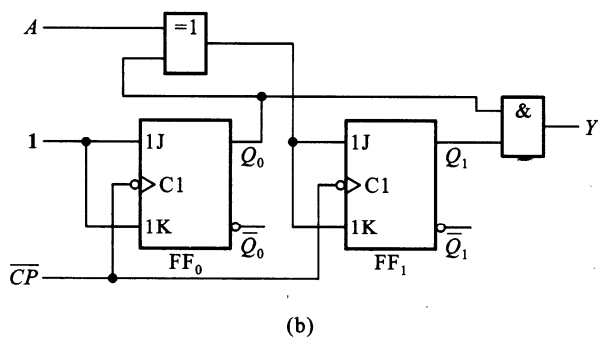 A
=1
&
Y
1
1J
Q₀
C1
1K
Q̅₀
FF₀
1J
Q₁
C1
1K
Q̅₁
FF₁
C̅P̅
(b)